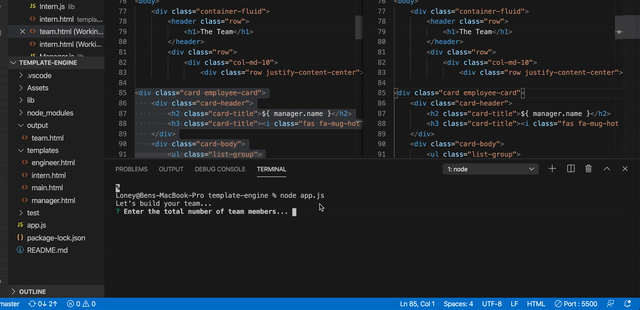 Intern.js lib
intern.html templa...
team.html (Workin...
intern.html (Worki...
TEMPLATE-ENGINE
.vscode
Assets
lib
node_modules
output
team.html
templates
engineer.html
intern.html
main.html
manager.html
test
app.js
package-lock.json
README.md
OUTLINE
76 <body>
77 <div class="container-fluid">
78 <header class="row">
79 <h1>The Team</h1>
80 </header>
81 <div class="row">
82 <div class="col-md-10">
83 <div class="row justify-content-center"
84
85 <div class="card employee-card">
86 <div class="card-header">
87 <h2 class="card-title">${ manager.name }</h2>
88 <h3 class="card-title"><i class="fas fa-mug-hot
89 </div>
90 <div class="card-body">
91 <ul class="list-group">
76 <body>
77 <div class="container-fluid">
78 <header class="row">
79 <h1>The Team</h1>
80 </header>
81 <div class="row">
82 <div class="col-md-10">
83 <div class="row justify-content-center"
84
85 <div class="card employee-card">
86 <div class="card-header">
87 <h2 class="card-title">${ manager.name }</h2>
88 <h3 class="card-title"><i class="fas fa-mug-hot
89 </div>
90 <div class="card-body">
91 <ul class="list-group">
PROBLEMS OUTPUT DEBUG CONSOLE TERMINAL 1: node
Loney@Bens-MacBook-Pro template-engine % node app.js
Let's build your team...
? Enter the total number of team members...
master 0↓ 2↑ 0 0 Ln 85, Col 1 Spaces: 4 UTF-8 LF HTML Port : 5500